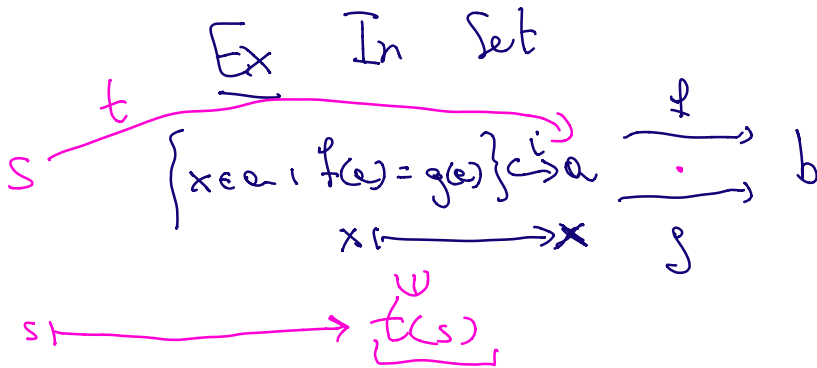 Ex In Set
t f
S {x ∈ a , f(a) = g(a)} i ↪ a · b
x ↦ x g
s ↦ t(s)